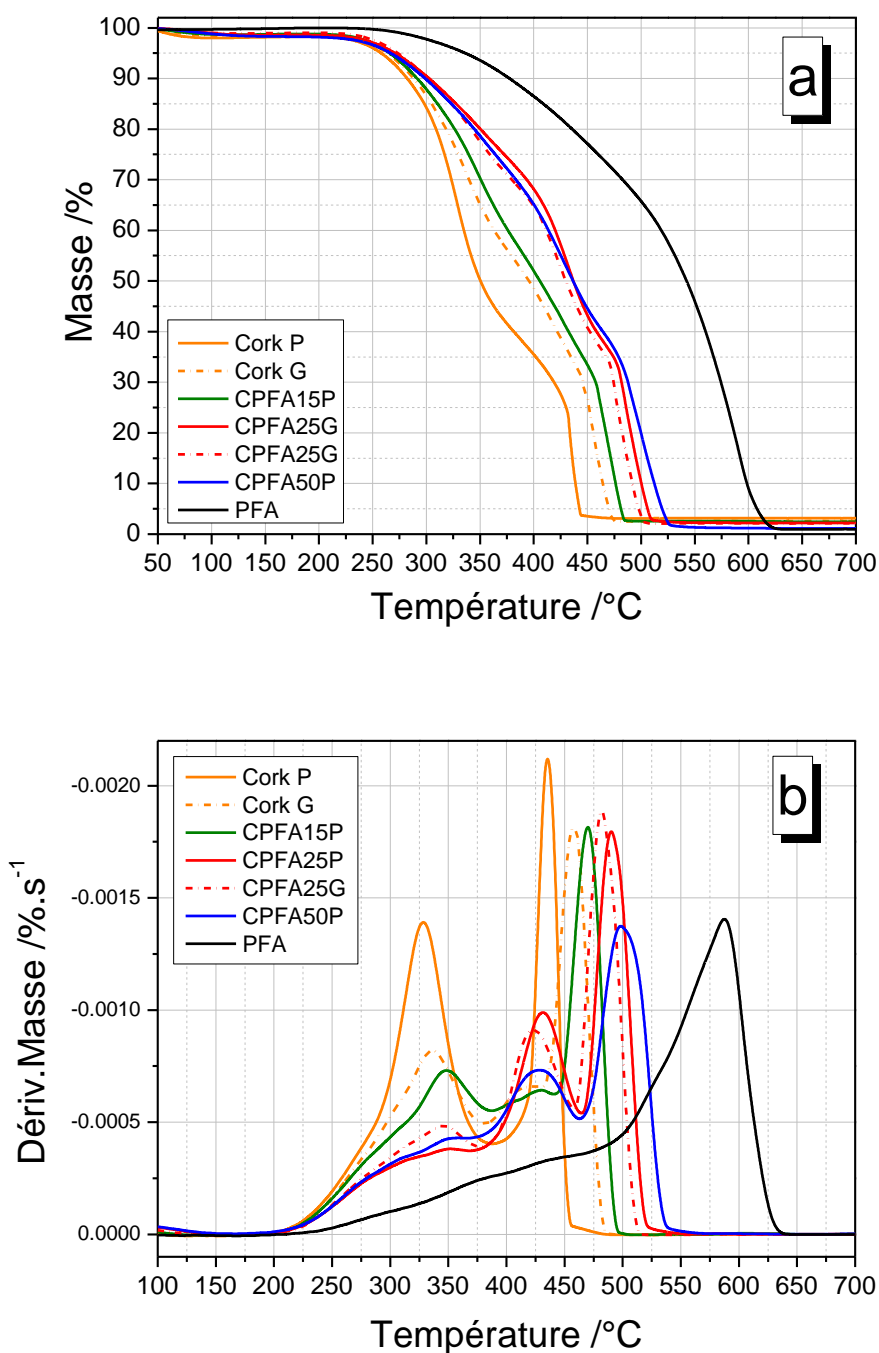 a
100
90
80
70
60
50
40
30
20
10
0
Masse /%
Cork P
Cork G
CPFA15P
CPFA25G
CPFA25G
CPFA50P
PFA
50 100 150 200 250 300 350 400 450 500 550 600 650 700
Température /°C
b
-0.0020
-0.0015
-0.0010
-0.0005
0.0000
Dériv.Masse /%.s⁻¹
Cork P
Cork G
CPFA15P
CPFA25P
CPFA25G
CPFA50P
PFA
100 150 200 250 300 350 400 450 500 550 600 650 700
Température /°C